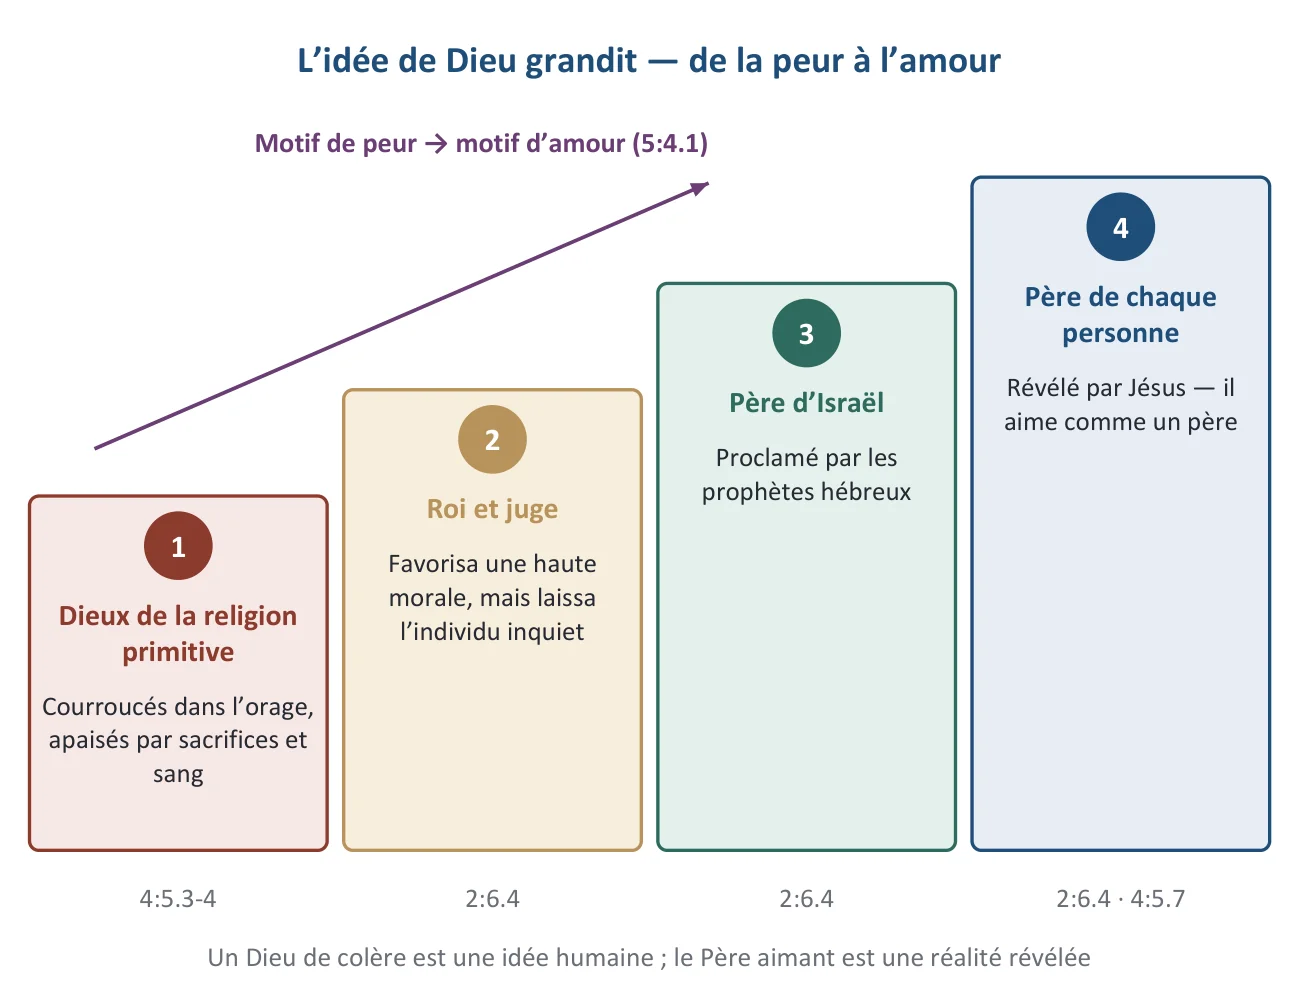 L’idée de Dieu grandit — de la peur à l’amour
Motif de peur → motif d’amour (5:4.1)
1
Dieux de la religion
primitive
Courroucés dans l’orage,
apaisés par sacrifices et
sang
4:5.3-4
2
Roi et juge
Favorisa une haute
morale, mais laissa
l’individu inquiet
2:6.4
3
Père d’Israël
Proclamé par les
prophètes hébreux
2:6.4
4
Père de chaque
personne
Révélé par Jésus — il
aime comme un père
2:6.4 · 4:5.7
Un Dieu de colère est une idée humaine ; le Père aimant est une réalité révélée